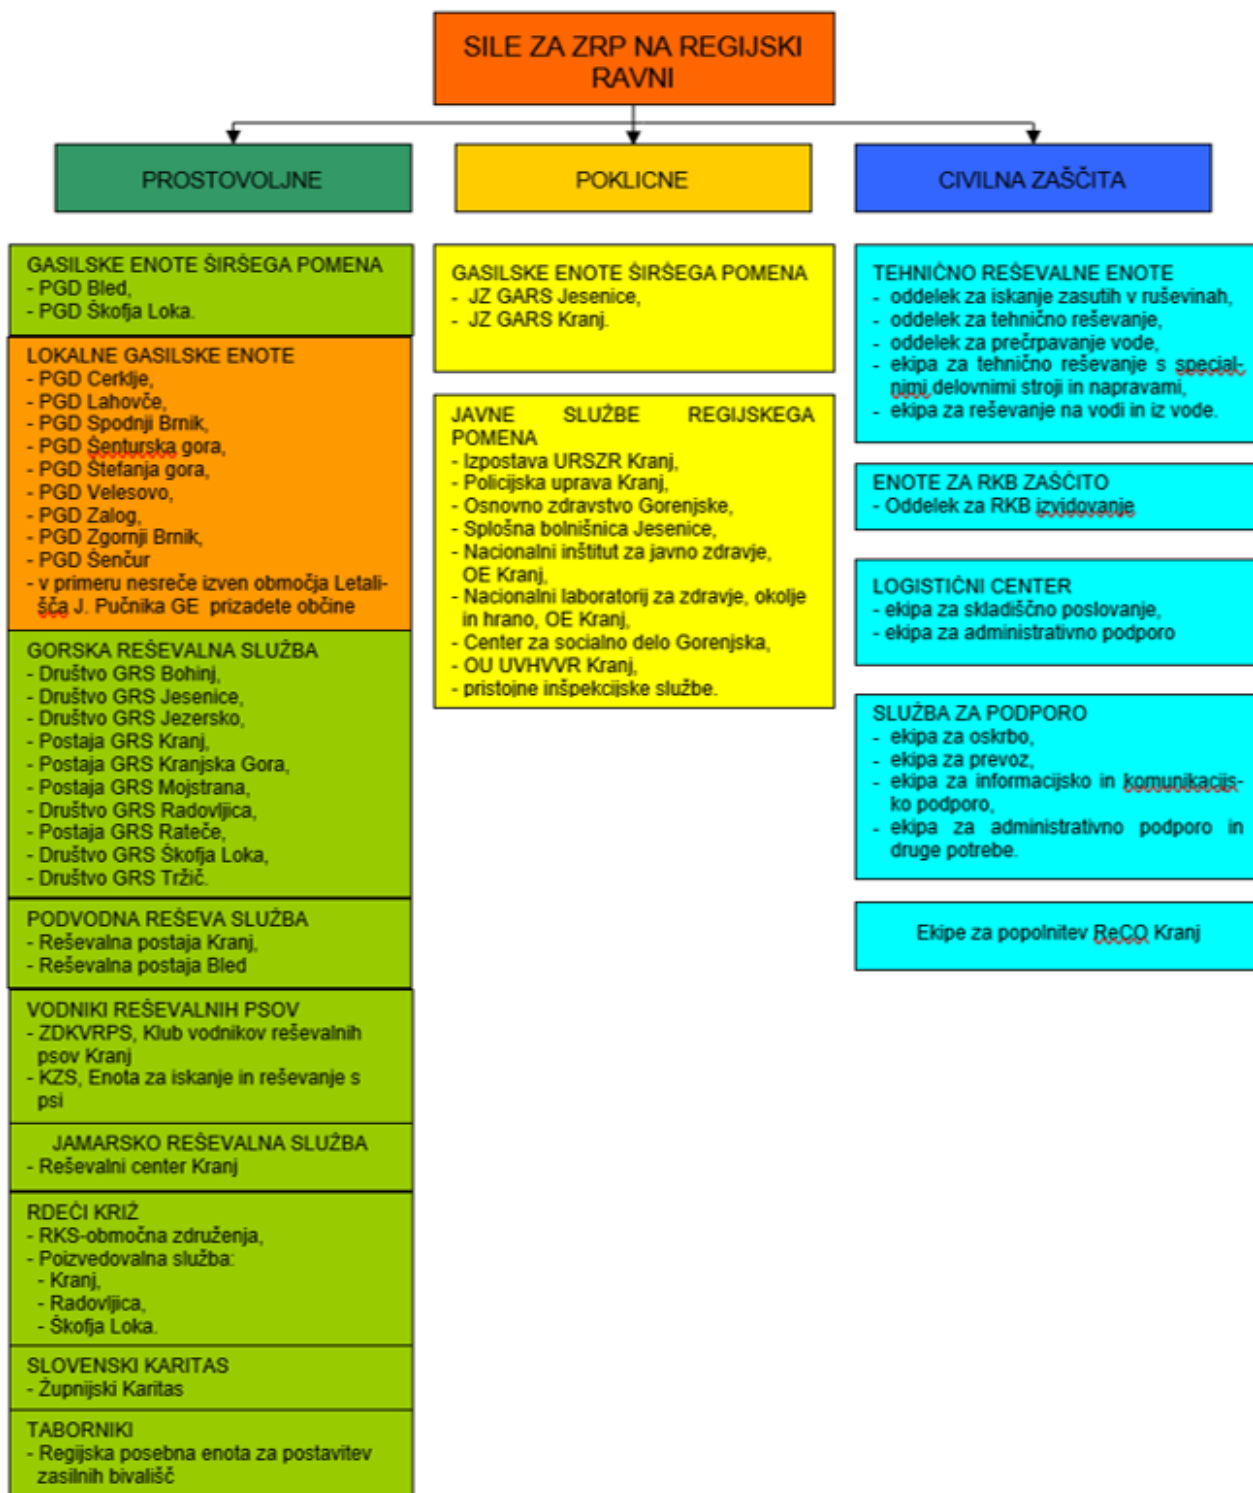 SILE ZA ZRP NA REGIJSKI
RAVNI
PROSTOVOLJNE
POKLICNE
CIVILNA ZAŠČITA
GASILSKE ENOTE ŠIRŠEGA POMENA
- PGD Bled,
- PGD Škofja Loka.
LOKALNE GASILSKE ENOTE
- PGD Cerklje,
- PGD Lahovče,
- PGD Spodnji Brnik,
- PGD Šenturska gora,
- PGD Štefanja gora,
- PGD Velesovo,
- PGD Zalog,
- PGD Zgornji Brnik,
- PGD Šenčur
- v primeru nesreče izven območja Letali-
šča J. Pučnika GE prizadete občine
GORSKA REŠEVALNA SLUŽBA
- Društvo GRS Bohinj,
- Društvo GRS Jesenice,
- Društvo GRS Jezersko,
- Postaja GRS Kranj,
- Postaja GRS Kranjska Gora,
- Postaja GRS Mojstrana,
- Društvo GRS Radovljica,
- Postaja GRS Rateče,
- Društvo GRS Škofja Loka,
- Društvo GRS Tržič.
PODVODNA REŠEVA SLUŽBA
- Reševalna postaja Kranj,
- Reševalna postaja Bled
VODNIKI REŠEVALNIH PSOV
- ZDKVRPS, Klub vodnikov reševalnih
psov Kranj
- KZS, Enota za iskanje in reševanje s
psi
JAMARSKO REŠEVALNA SLUŽBA
- Reševalni center Kranj
RDEČI KRIŽ
- RKS-območna združenja,
- Poizvedovalna služba:
- Kranj,
- Radovljica,
- Škofja Loka.
SLOVENSKI KARITAS
- Župnijski Karitas
TABORNIKI
- Regijska posebna enota za postavitev
zasilnih bivališč
GASILSKE ENOTE ŠIRŠEGA POMENA
- JZ GARS Jesenice,
- JZ GARS Kranj.
JAVNE SLUŽBE REGIJSKEGA
POMENA
- Izpostava URSZR Kranj,
- Policijska uprava Kranj,
- Osnovno zdravstvo Gorenjske,
- Splošna bolnišnica Jesenice,
- Nacionalni inštitut za javno zdravje,
OE Kranj,
- Nacionalni laboratorij za zdravje, okolje
in hrano, OE Kranj,
- Center za socialno delo Gorenjska,
- OU UVHVVR Kranj,
- pristojne inšpekcijske službe.
TEHNIČNO REŠEVALNE ENOTE
- oddelek za iskanje zasutih v ruševinah,
- oddelek za tehnično reševanje,
- oddelek za prečrpavanje vode,
- ekipa za tehnično reševanje s special-
nimi delovnimi stroji in napravami,
- ekipa za reševanje na vodi in iz vode.
ENOTE ZA RKB ZAŠČITO
- Oddelek za RKB izvidovanje
LOGISTIČNI CENTER
- ekipa za skladiščno poslovanje,
- ekipa za administrativno podporo
SLUŽBA ZA PODPORO
- ekipa za oskrbo,
- ekipa za prevoz,
- ekipa za informacijsko in komunikacijs-
ko podporo,
- ekipa za administrativno podporo in
druge potrebe.
Ekipe za popolnitev ReCO Kranj